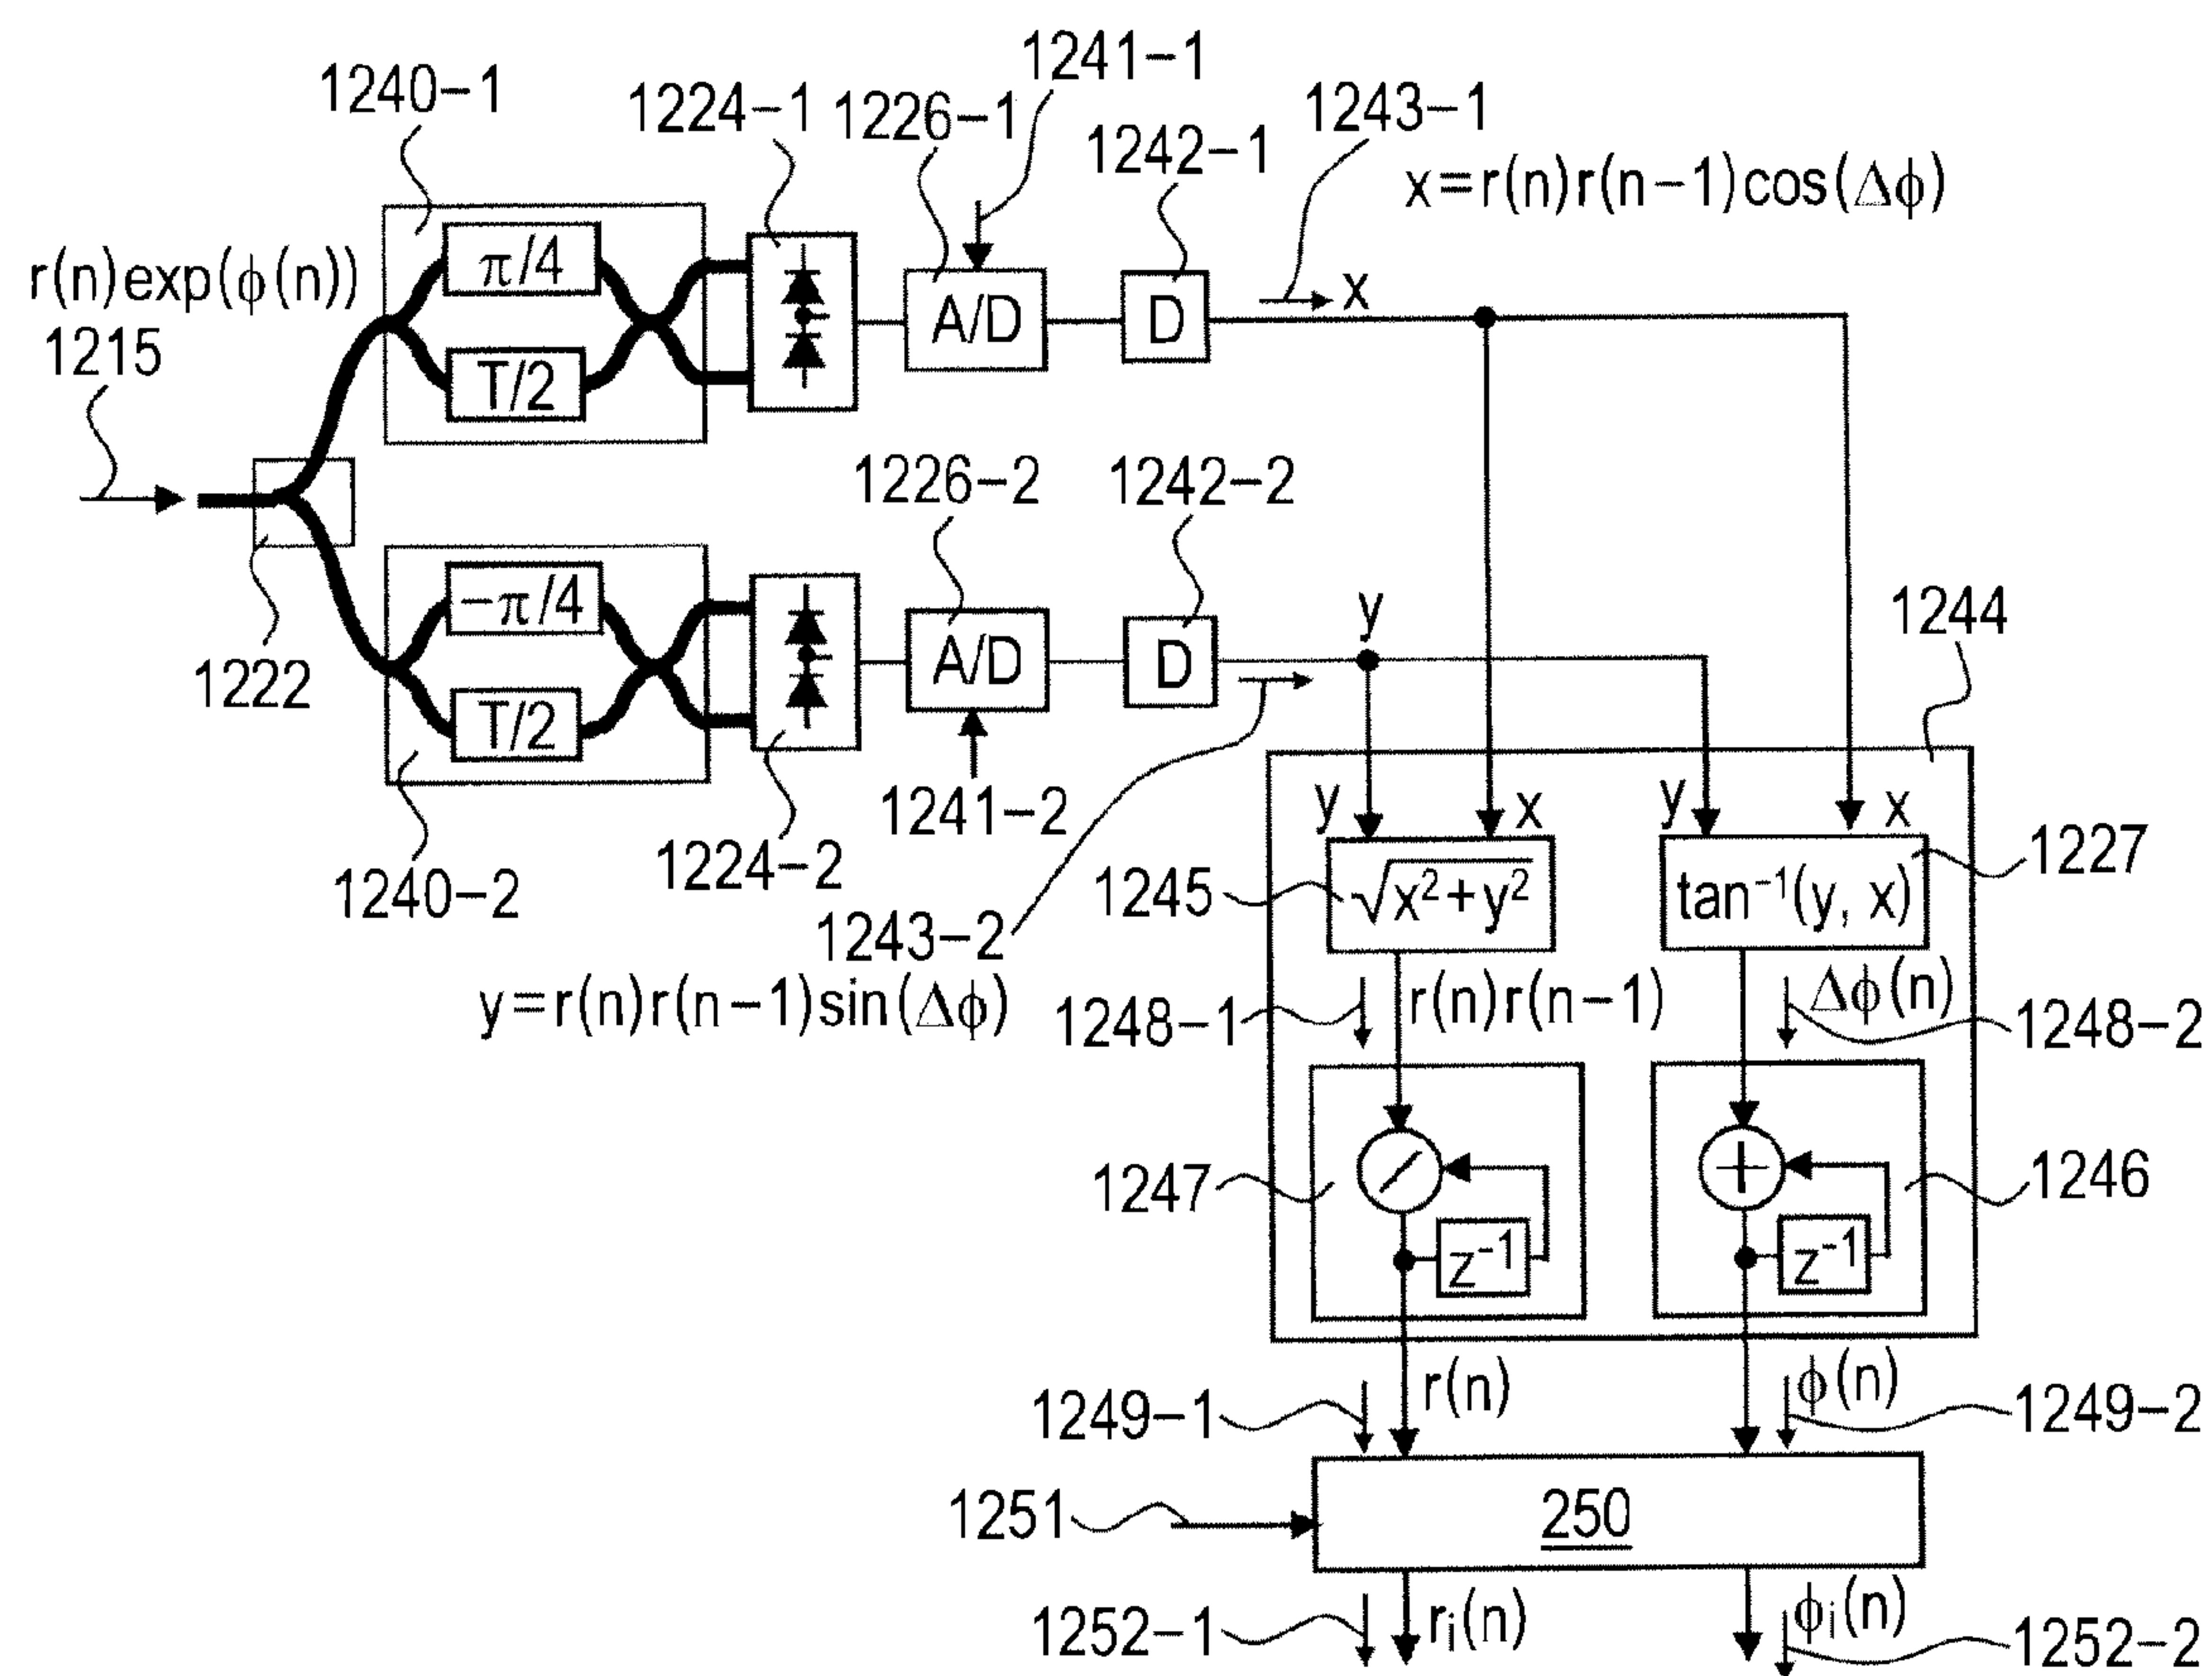 1241-1
1240-1
1224-1
1226-1
1243-1
1242-1
x=r(n)r(n-1)cos(Δϕ)
r(n)exp(ϕ(n))
π/4
A/D
D
x
1215
T/2
1226-2
1242-2
-π/4
A/D
D
y
1244
1222
T/2
1241-2
y
x
y
x
1240-2
1224-2
1245
√x²+y²
tan⁻¹(y, x)
1227
1243-2
y=r(n)r(n-1)sin(Δϕ)
1248-1
r(n)r(n-1)
Δϕ(n)
1248-2
1247
+
1246
z⁻¹
z⁻¹
1249-1
r(n)
ϕ(n)
1249-2
1251
250
1252-1
rᵢ(n)
ϕᵢ(n)
1252-2